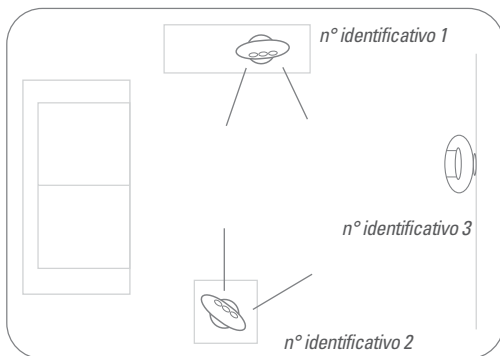 n° identificativo 1
n° identificativo 3
n° identificativo 2